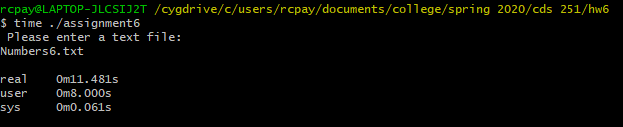 rcpay@LAPTOP-JLCSIJ2T /cygdrive/c/users/rcpay/documents/college/spring 2020/cds 251/hw6
$ time ./assignment6
Please enter a text file:
Numbers6.txt
real 0m11.481s
user 0m8.000s
sys 0m0.061s